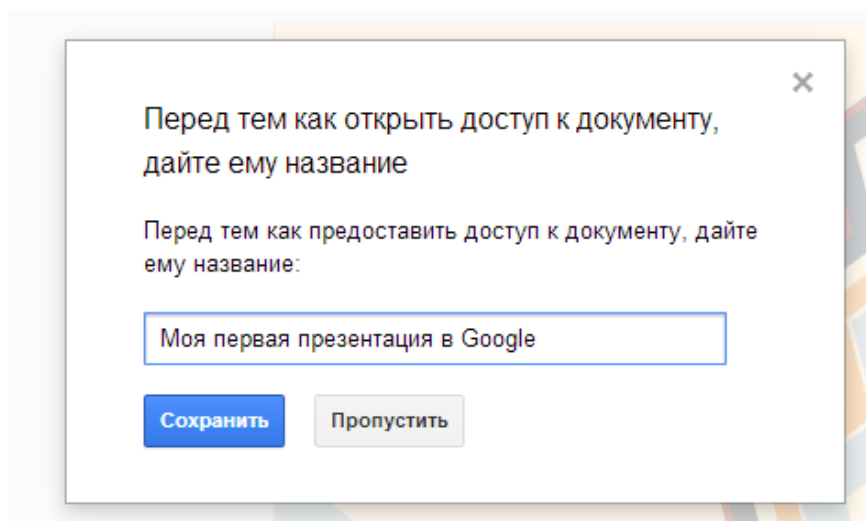 Перед тем как открыть доступ к документу,
дайте ему название
Перед тем как предоставить доступ к документу, дайте
ему название:
Моя первая презентация в Google
Сохранить Пропустить